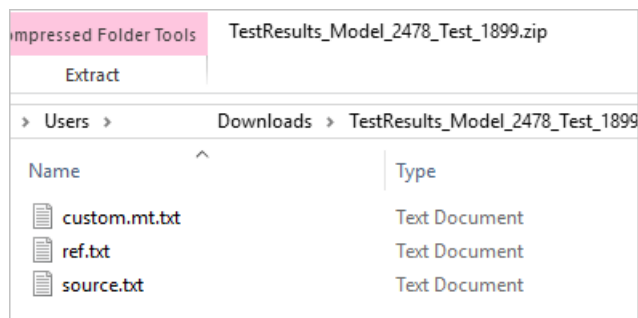 ompressed Folder Tools
TestResults_Model_2478_Test_1899.zip
Extract
Users
Downloads
TestResults_Model_2478_Test_1899
Name
Type
custom.mt.txt
Text Document
ref.txt
Text Document
source.txt
Text Document